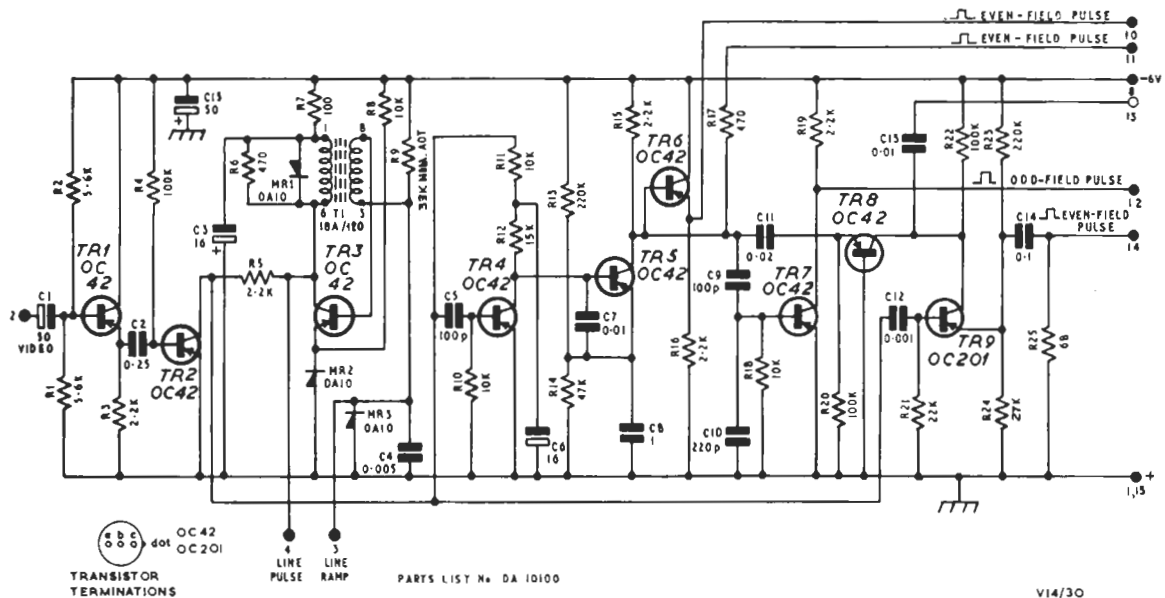 EVEN-FIELD PULSE
10
EVEN-FIELD PULSE
11
-6V
8
13
C13
50
R7
100
R8
10K
R2
5·6K
R4
100K
R6
470
MR1
OA10
1
8
6
3
T1
18A/120
R9
3·3K NOM. AOT
C3
16
R11
10K
R12
15K
R13
220K
R15
2·2K
TR6
OC42
R17
470
R19
2·2K
C15
0·01
R22
100K
R23
220K
ODD-FIELD PULSE
12
EVEN-FIELD
PULSE
14
C14
0·1
TR8
OC42
C11
0·02
TR1
OC
42
TR3
OC
42
R5
2·2K
TR4
OC42
TR5
OC42
C9
100p
TR7
OC42
C12
0·001
TR9
OC201
2
C1
50
VIDEO
C2
0·25
TR2
OC42
C5
100p
C7
0·01
R16
2·2K
R25
68
R1
5·6K
R3
2·2K
MR2
OA10
MR3
OA10
C4
0·005
R10
10K
R14
47K
C6
16
C8
1
R18
10K
C10
220p
R20
100K
R21
22K
R24
27K
+
1,15
e b c
dot
OC42
OC201
TRANSISTOR
TERMINATIONS
4
LINE
PULSE
3
LINE
RAMP
PARTS LIST No DA 10100
V14/30